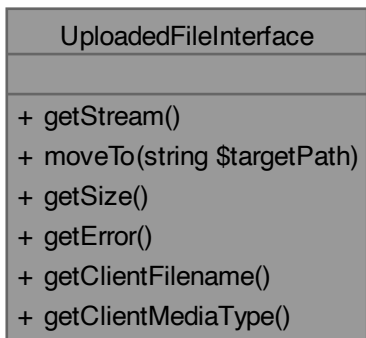 UploadedFileInterface
+ getStream()
+ moveTo(string $targetPath)
+ getSize()
+ getError()
+ getClientFilename()
+ getClientMediaType()